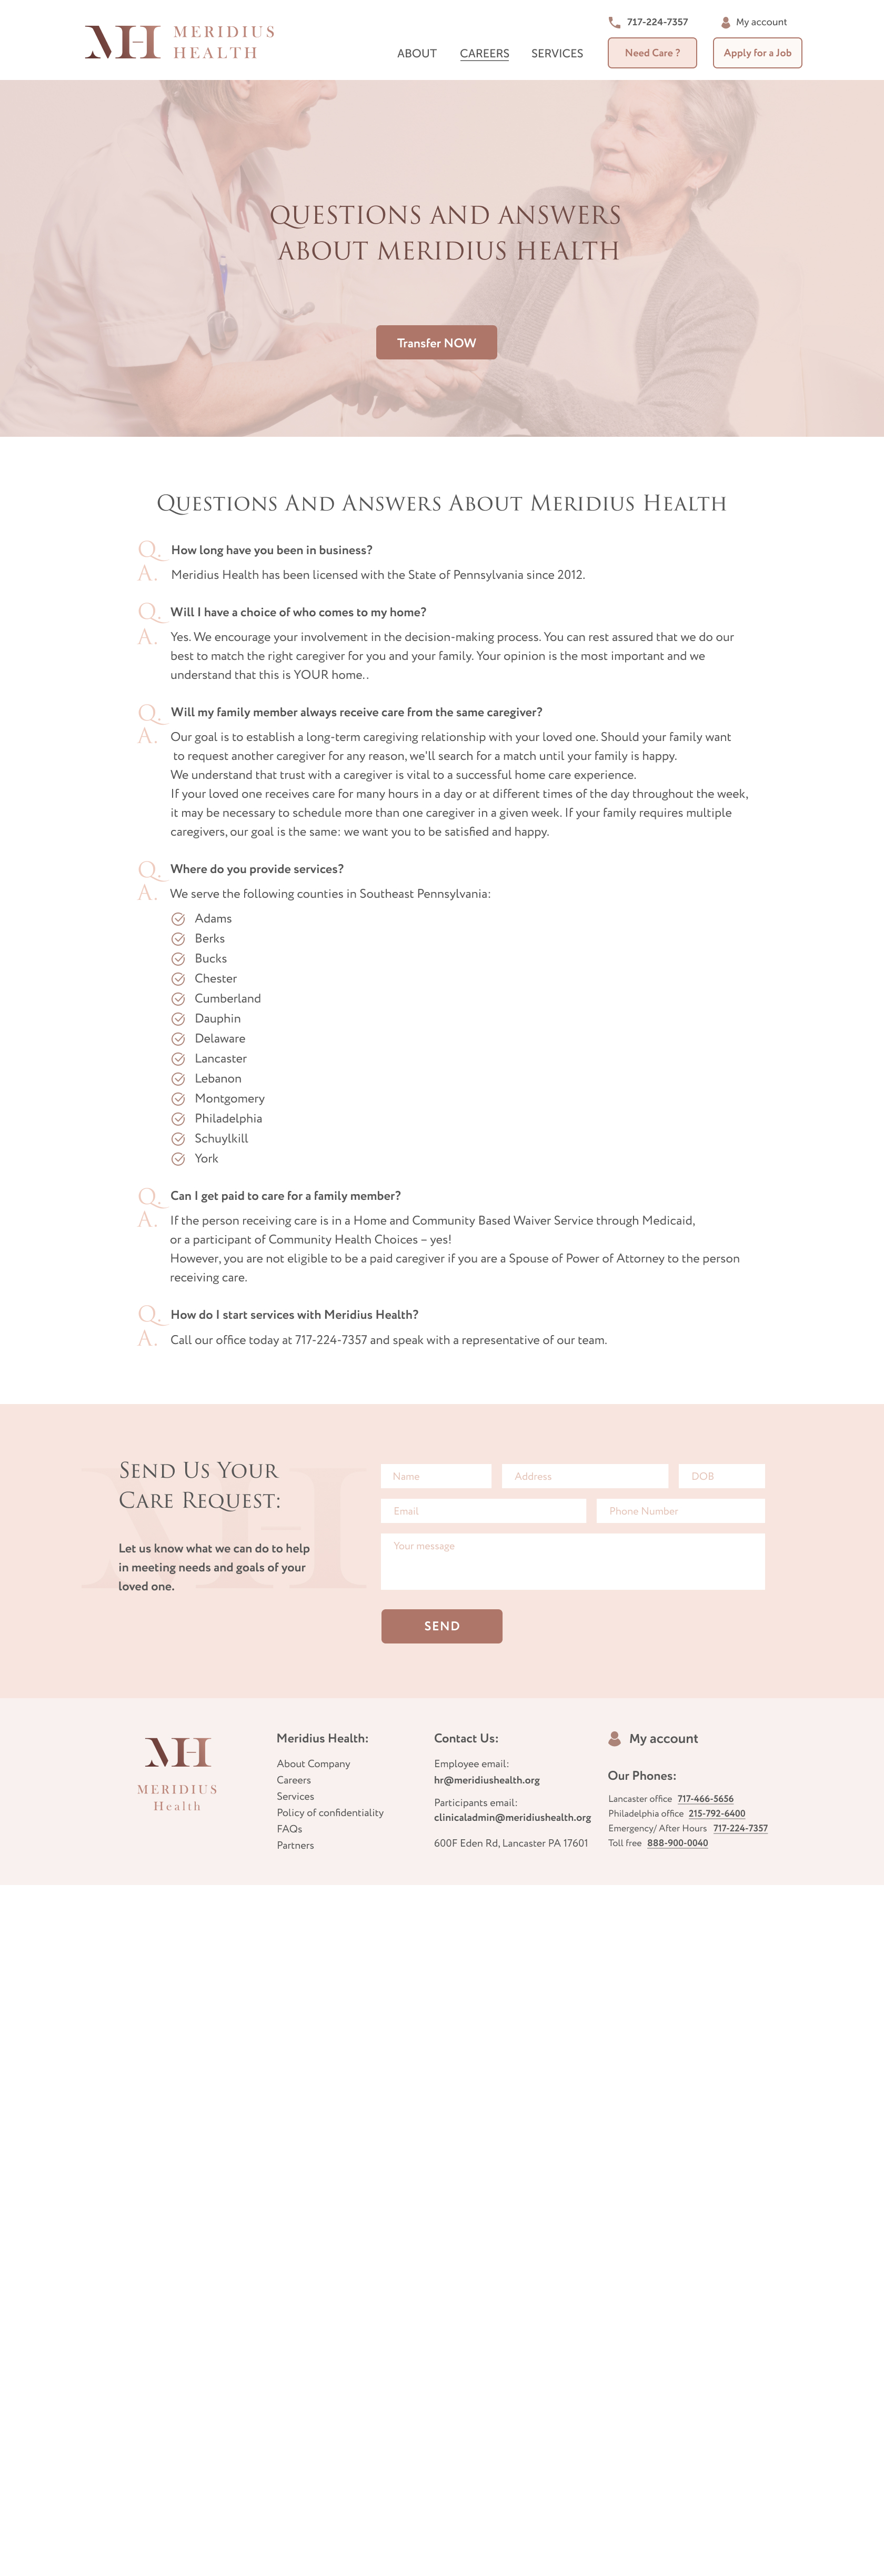 MH MERIDIUS
HEALTH
717-224-7357 My account
ABOUT CAREERS SERVICES Need Care ? Apply for a Job
QUESTIONS AND ANSWERS
ABOUT MERIDIUS HEALTH
Transfer NOW
Questions And Answers About Meridius Health
Q. How long have you been in business?
A. Meridius Health has been licensed with the State of Pennsylvania since 2012.
Q. Will I have a choice of who comes to my home?
A. Yes. We encourage your involvement in the decision-making process. You can rest assured that we do our
best to match the right caregiver for you and your family. Your opinion is the most important and we
understand that this is YOUR home..
Q. Will my family member always receive care from the same caregiver?
A. Our goal is to establish a long-term caregiving relationship with your loved one. Should your family want
to request another caregiver for any reason, we'll search for a match until your family is happy.
We understand that trust with a caregiver is vital to a successful home care experience.
If your loved one receives care for many hours in a day or at different times of the day throughout the week,
it may be necessary to schedule more than one caregiver in a given week. If your family requires multiple
caregivers, our goal is the same: we want you to be satisfied and happy.
Q. Where do you provide services?
A. We serve the following counties in Southeast Pennsylvania:
Adams
Berks
Bucks
Chester
Cumberland
Dauphin
Delaware
Lancaster
Lebanon
Montgomery
Philadelphia
Schuylkill
York
Q. Can I get paid to care for a family member?
A. If the person receiving care is in a Home and Community Based Waiver Service through Medicaid,
or a participant of Community Health Choices – yes!
However, you are not eligible to be a paid caregiver if you are a Spouse of Power of Attorney to the person
receiving care.
Q. How do I start services with Meridius Health?
A. Call our office today at 717-224-7357 and speak with a representative of our team.
Send Us Your
Care Request:
Let us know what we can do to help
in meeting needs and goals of your
loved one.
Name Address DOB
Email Phone Number
Your message
SEND
MH
MERIDIUS
Health
Meridius Health:
About Company
Careers
Services
Policy of confidentiality
FAQs
Partners
Contact Us:
Employee email:
hr@meridiushealth.org
Participants email:
clinicaladmin@meridiushealth.org
600F Eden Rd, Lancaster PA 17601
My account
Our Phones:
Lancaster office 717-466-5656
Philadelphia office 215-792-6400
Emergency/ After Hours 717-224-7357
Toll free 888-900-0040